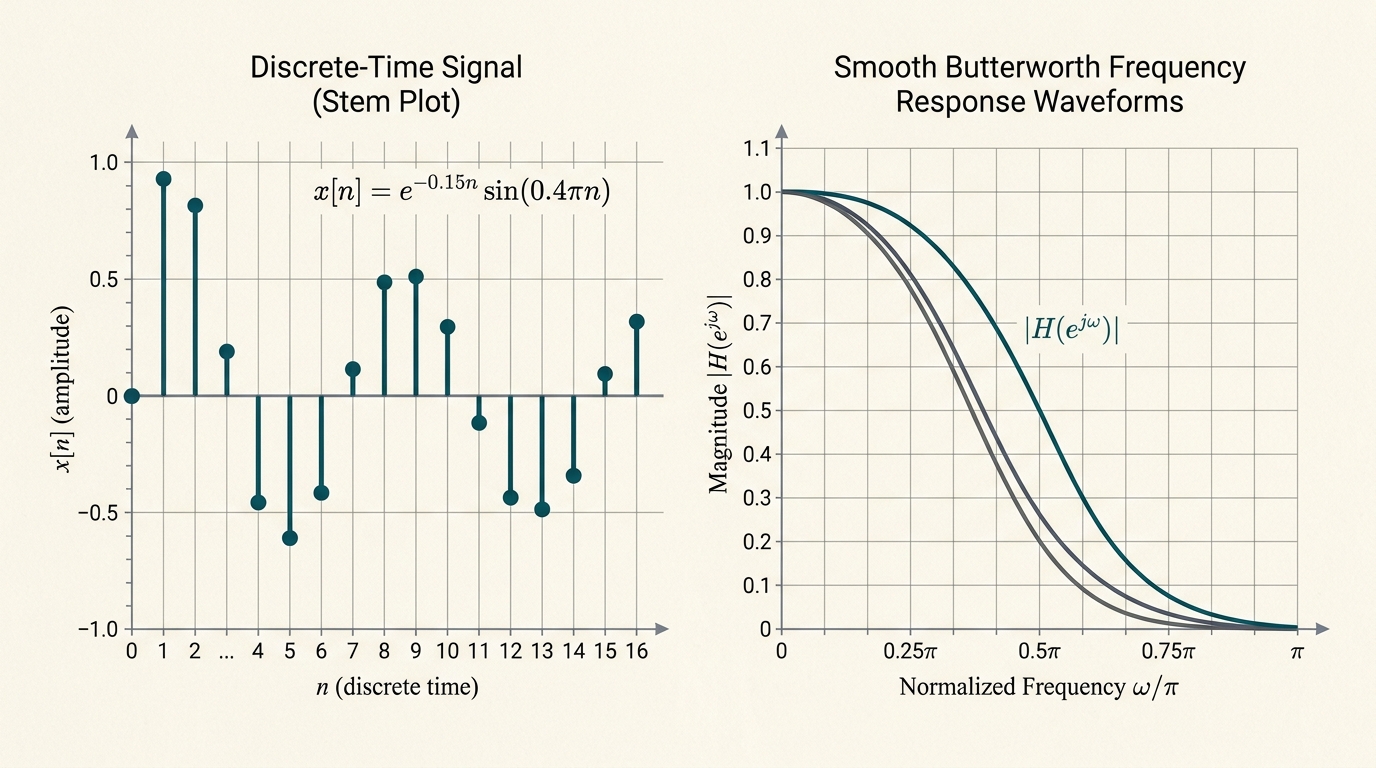 Discrete-Time Signal
(Stem Plot)
x[n] = e^{-0.15n} sin(0.4πn)
1.0
0.5
0
−0.5
−1.0
x[n] (amplitude)
0 1 2 ... 4 5 6 7 8 9 10 11 12 13 14 15 16
n (discrete time)
Smooth Butterworth Frequency
Response Waveforms
1.1
1.0
0.9
0.8
0.7
0.6
0.5
0.4
0.3
0.2
0.1
0
Magnitude |H(e^{jω})|
|H(e^{jω})|
0 0.25π 0.5π 0.75π π
Normalized Frequency ω/π